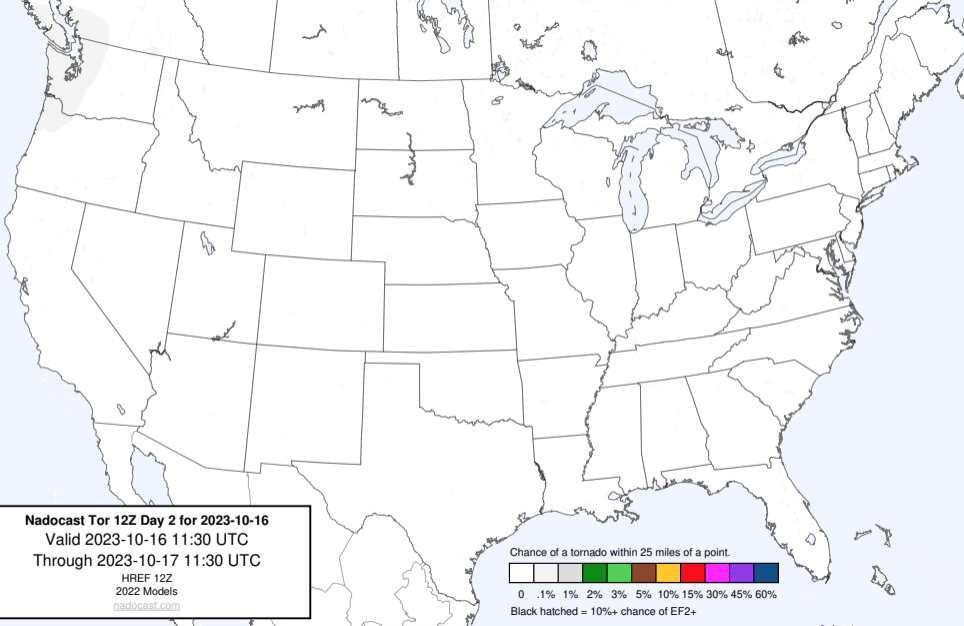 Nadocast Tor 12Z Day 2 for 2023-10-16
Valid 2023-10-16 11:30 UTC
Through 2023-10-17 11:30 UTC
HREF 12Z
2022 Models
nadocast.com
Chance of a tornado within 25 miles of a point.
0 .1% 1% 2% 3% 5% 10% 15% 30% 45% 60%
Black hatched = 10%+ chance of EF2+